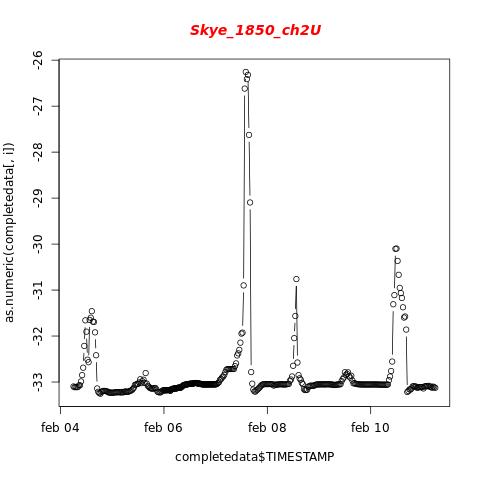 Skye_1850_ch2U
as.numeric(completedata[, i])
-26
-27
-28
-29
-30
-31
-32
-33
feb 04
feb 06
feb 08
feb 10
completedata$TIMESTAMP